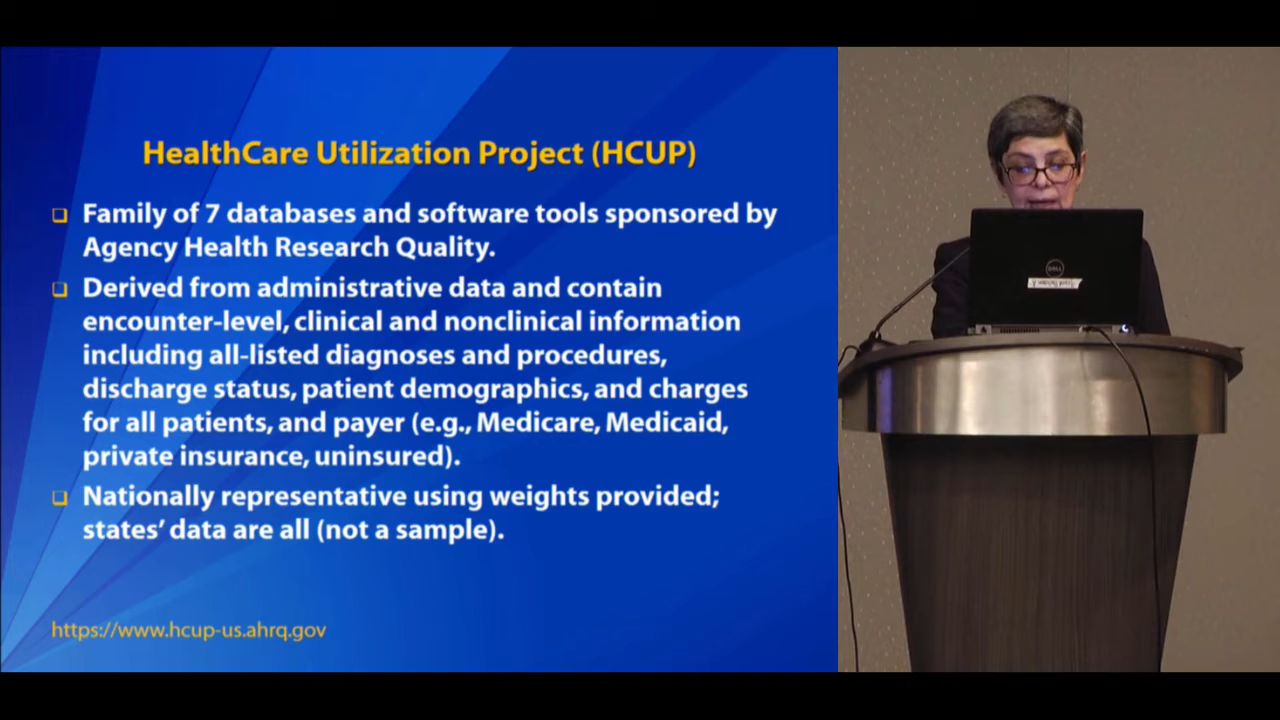 HealthCare Utilization Project (HCUP)
❑ Family of 7 databases and software tools sponsored by
Agency Health Research Quality.
❑ Derived from administrative data and contain
encounter-level, clinical and nonclinical information
including all-listed diagnoses and procedures,
discharge status, patient demographics, and charges
for all patients, and payer (e.g., Medicare, Medicaid,
private insurance, uninsured).
❑ Nationally representative using weights provided;
states’ data are all (not a sample).
https://www.hcup-us.ahrq.gov
DELL